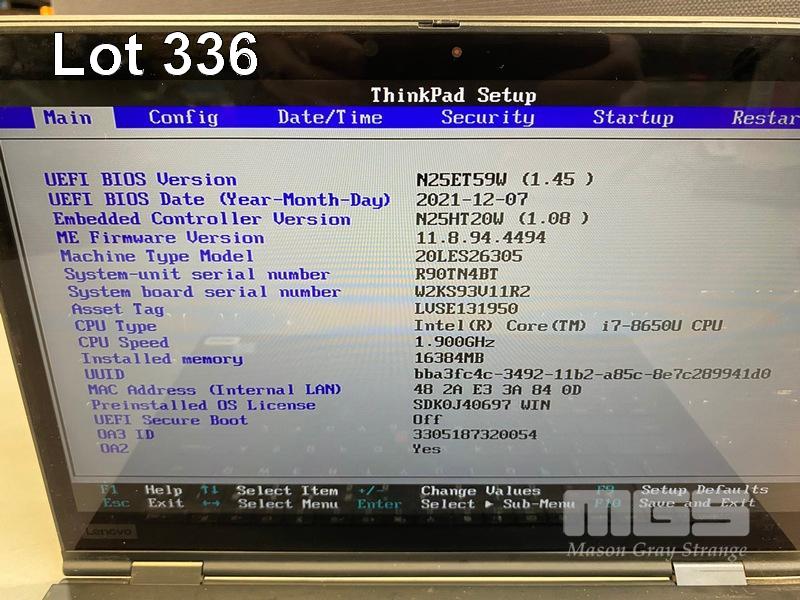 Lot 336
ThinkPad Setup
Main Config Date/Time Security Startup Restar
UEFI BIOS Version N25ET59W (1.45 )
UEFI BIOS Date (Year-Month-Day) 2021-12-07
Embedded Controller Version N25HT20W (1.08 )
ME Firmware Version 11.8.94.4494
Machine Type Model 20LES26305
System-unit serial number R90TN4BT
System board serial number W2KS93V11R2
Asset Tag LVSE131950
CPU Type Intel(R) Core(TM) i7-8650U CPU
CPU Speed 1.900GHz
Installed memory 16384MB
UUID bba3fc4c-3492-11b2-a85c-8e7c289941d0
MAC Address (Internal LAN) 48 2A E3 3A 84 0D
Preinstalled OS License SDK0J40697 WIN
UEFI Secure Boot Off
OA3 ID 3305187320054
OA2 Yes
F1 Help ↑↓ Select Item +/- Change Values F9 Setup Defaults
Esc Exit ↔ Select Menu Enter Select ▶ Sub-Menu F10 Save and Exit
Lenovo
MGS
Mason Gray Strange